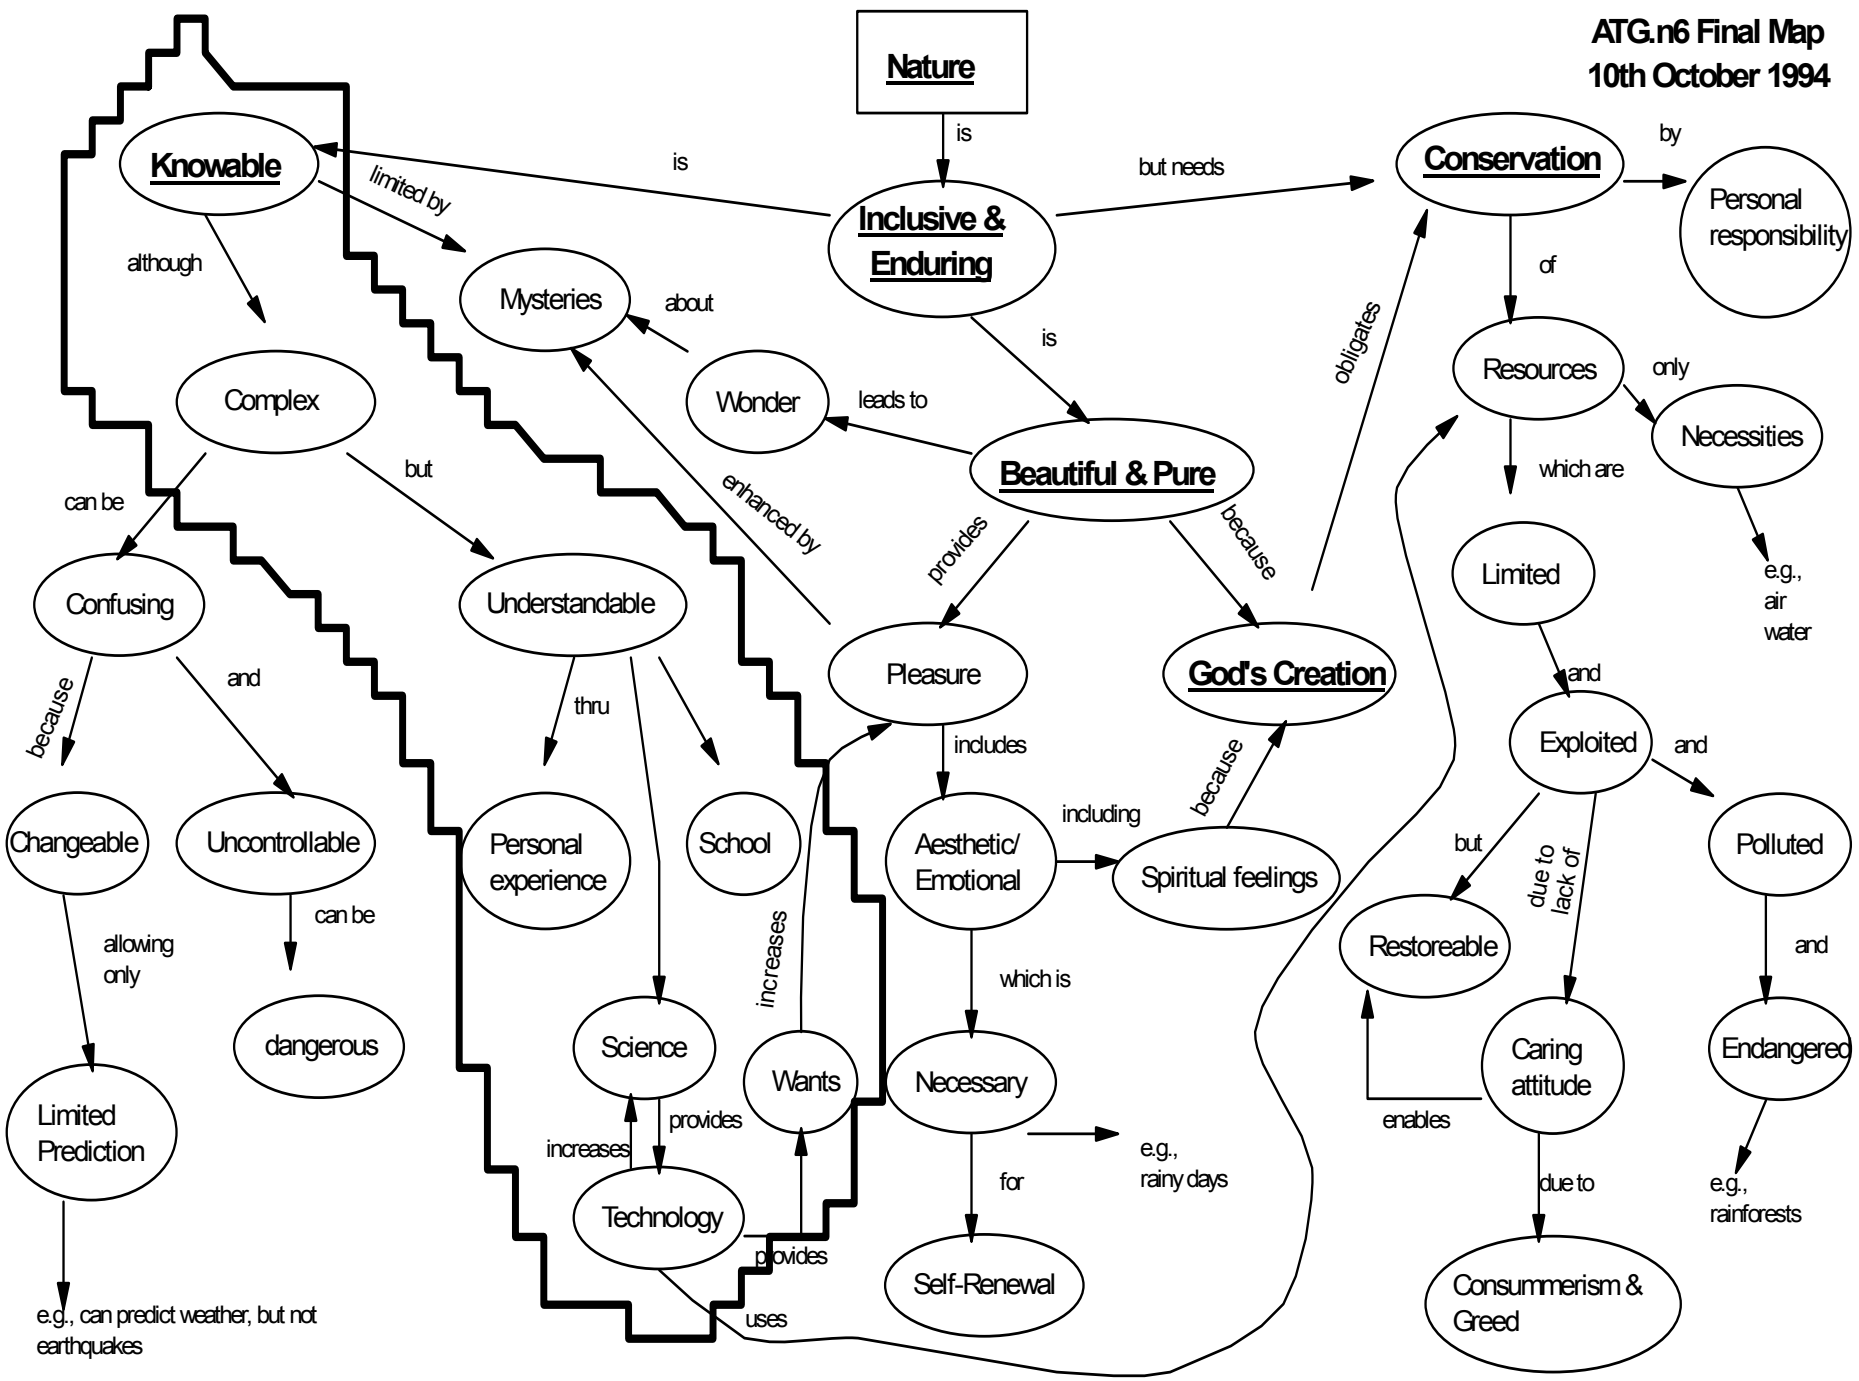 ATG.n6 Final Map
10th October 1994
Nature
is
Knowable
is
limited by
although
Inclusive &
Enduring
but needs
Conservation
by
Personal
responsibility
of
Mysteries
about
is
obligates
Resources
only
Complex
Wonder
leads to
Necessities
can be
but
enhanced by
Beautiful & Pure
which are
provides
because
Limited
e.g.,
air
water
Confusing
Understandable
and
because
and
thru
Pleasure
God's Creation
Exploited
and
includes
because
Changeable
Uncontrollable
Personal
experience
School
increases
Aesthetic/
Emotional
including
Spiritual feelings
but
due to
lack of
Polluted
allowing
only
can be
which is
Restoreable
and
dangerous
Science
Wants
Necessary
Caring
attitude
Endangered
Limited
Prediction
increases
provides
enables
e.g.,
rainy days
Technology
provides
for
due to
e.g.,
rainforests
Self-Renewal
Consummerism &
Greed
uses
e.g., can predict weather, but not
earthquakes